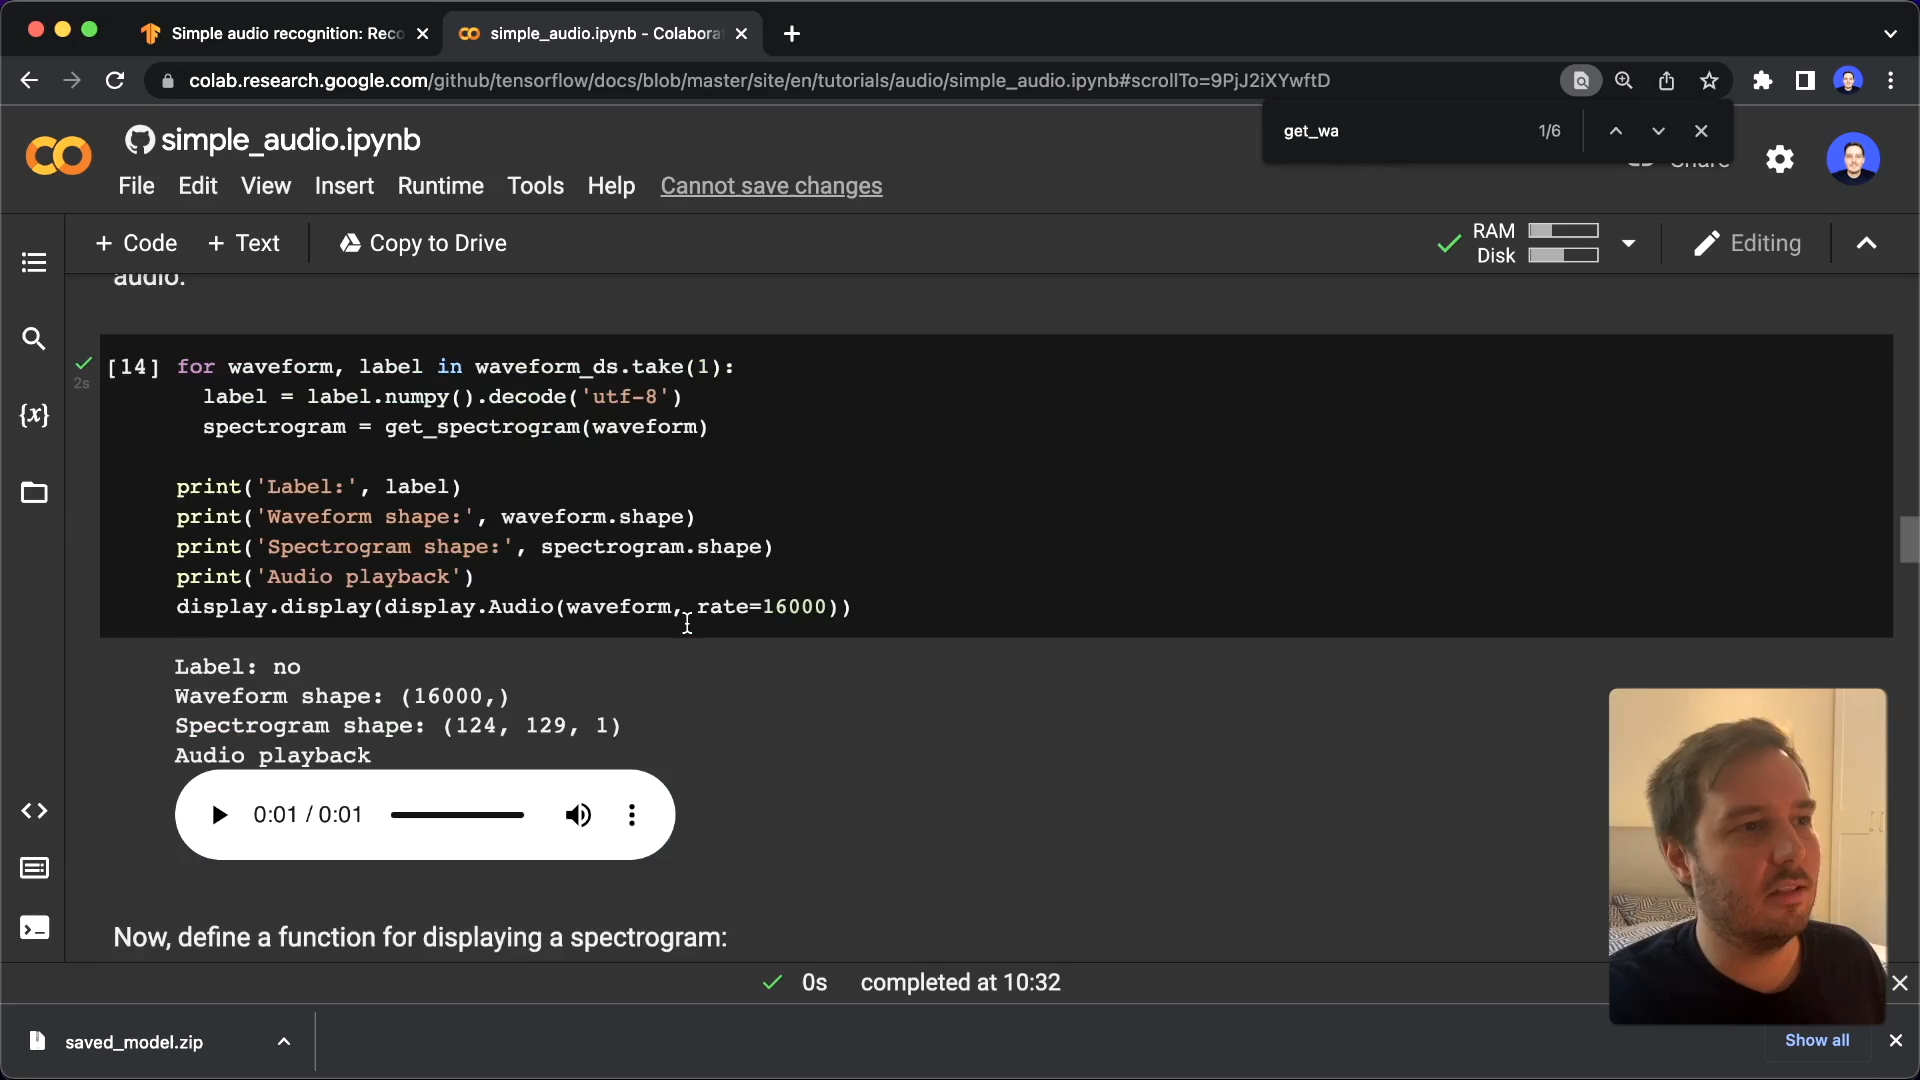 Simple audio recognition: Reco
simple_audio.ipynb - Colabora
colab.research.google.com/github/tensorflow/docs/blob/master/site/en/tutorials/audio/simple_audio.ipynb#scrollTo=9PjJ2iXYwftD
get_wa 1/6
simple_audio.ipynb
Share
File Edit View Insert Runtime Tools Help Cannot save changes
+ Code + Text Copy to Drive
RAM
Disk
Editing
audio.
[14] for waveform, label in waveform_ds.take(1):
2s
label = label.numpy().decode('utf-8')
spectrogram = get_spectrogram(waveform)
print('Label:', label)
print('Waveform shape:', waveform.shape)
print('Spectrogram shape:', spectrogram.shape)
print('Audio playback')
display.display(display.Audio(waveform, rate=16000))
Label: no
Waveform shape: (16000,)
Spectrogram shape: (124, 129, 1)
Audio playback
0:01 / 0:01
Now, define a function for displaying a spectrogram:
0s completed at 10:32
saved_model.zip
Show all